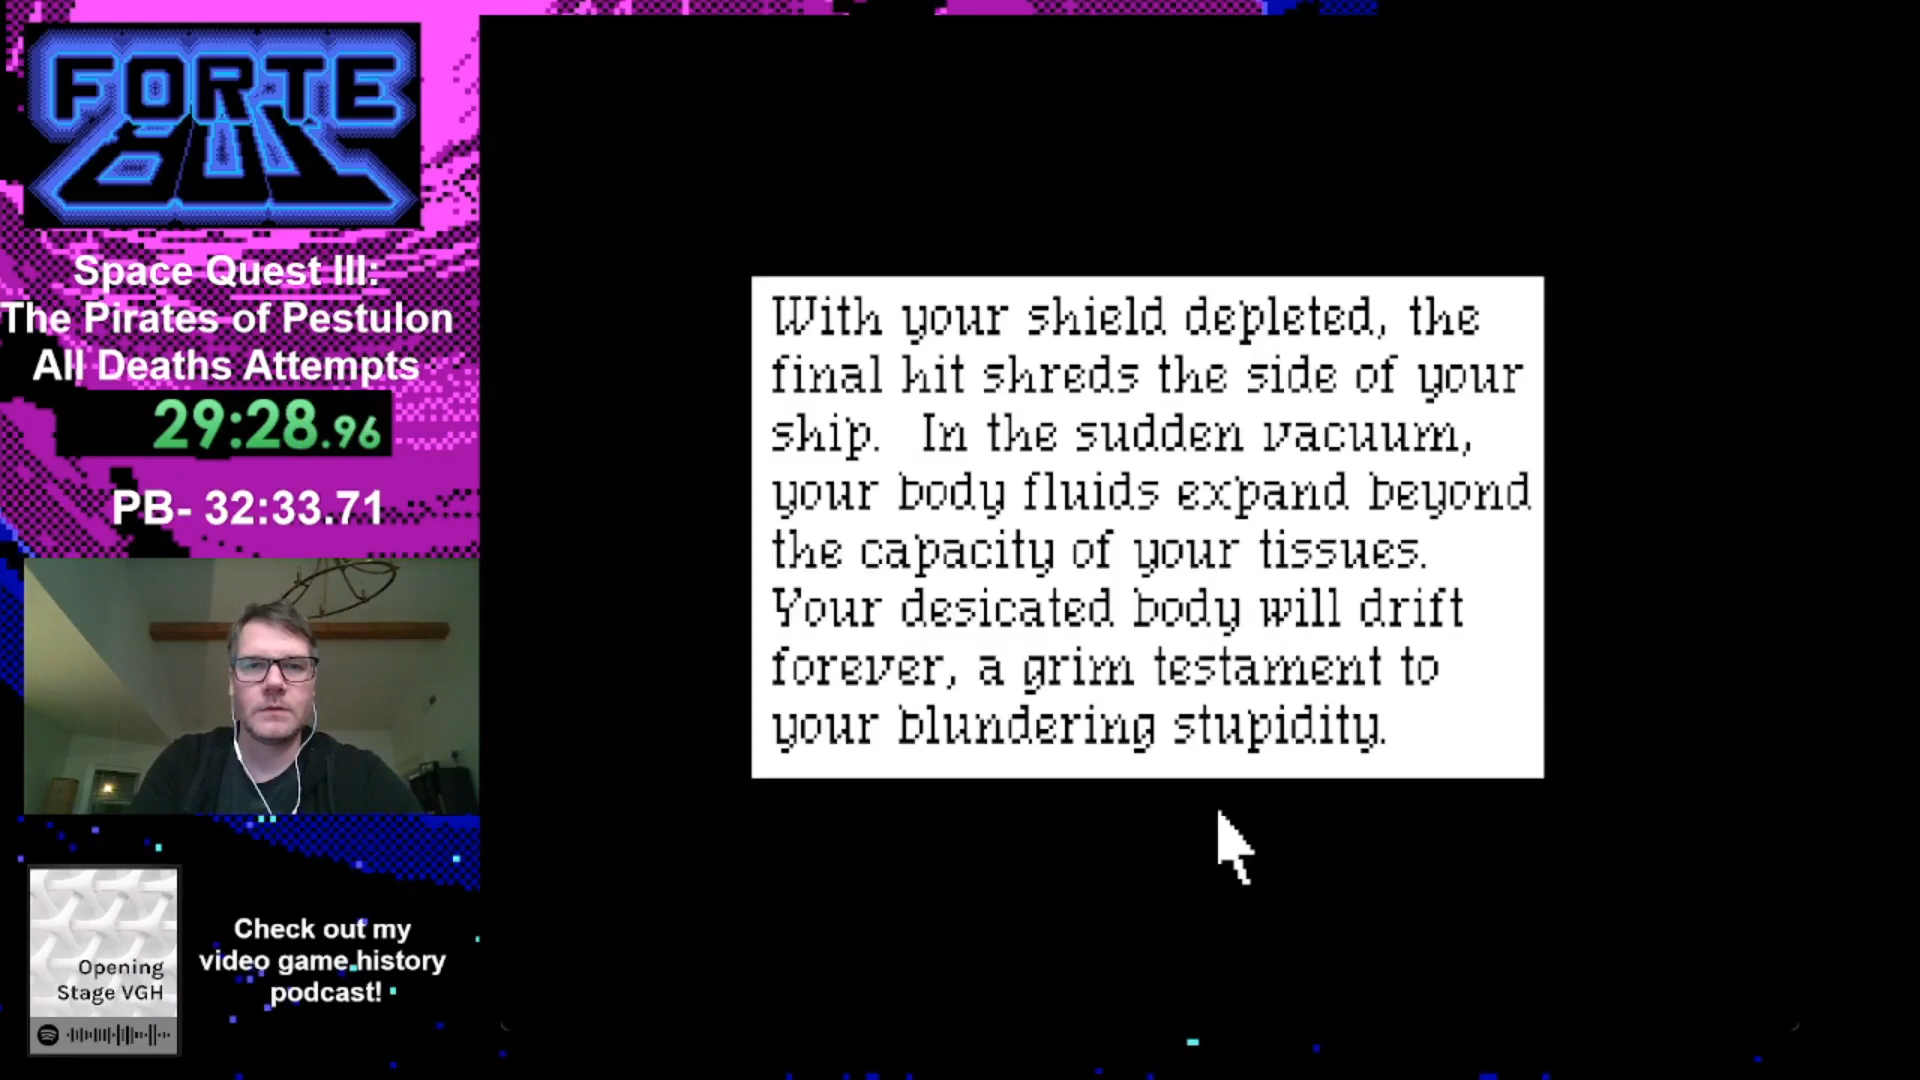 FORTE
Space Quest III:
The Pirates of Pestulon
All Deaths Attempts
29:28.96
PB- 32:33.71
Opening
Stage VGH
Check out my
video game history
podcast!
With your shield depleted, the
final hit shreds the side of your
ship. In the sudden vacuum,
your body fluids expand beyond
the capacity of your tissues.
Your desicated body will drift
forever, a grim testament to
your blundering stupidity.